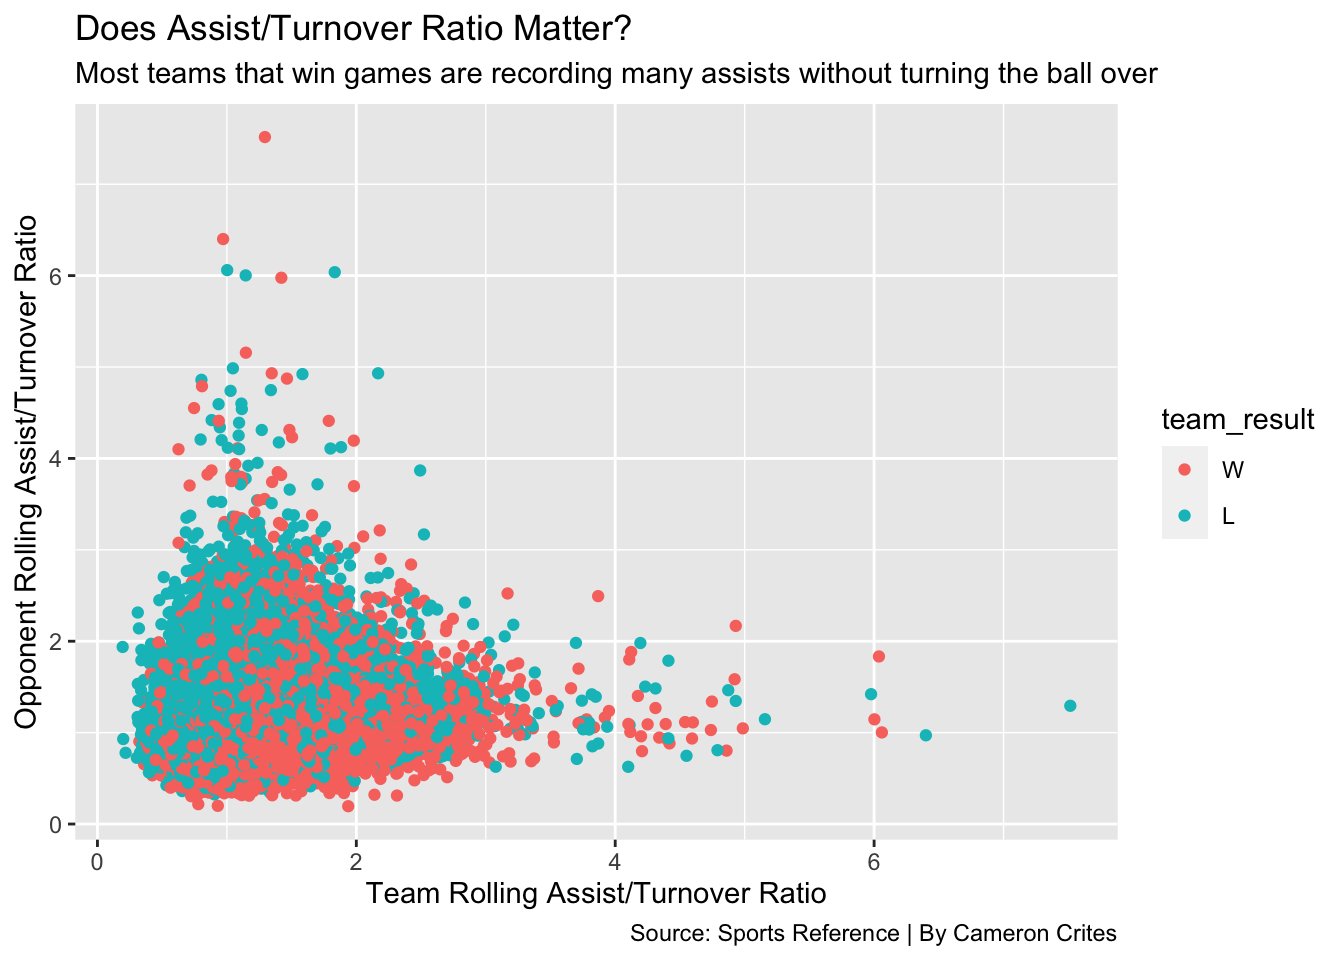 Does Assist/Turnover Ratio Matter?
Most teams that win games are recording many assists without turning the ball over
Opponent Rolling Assist/Turnover Ratio
6
4
2
0
0 2 4 6
Team Rolling Assist/Turnover Ratio
team_result
W
L
Source: Sports Reference | By Cameron Crites